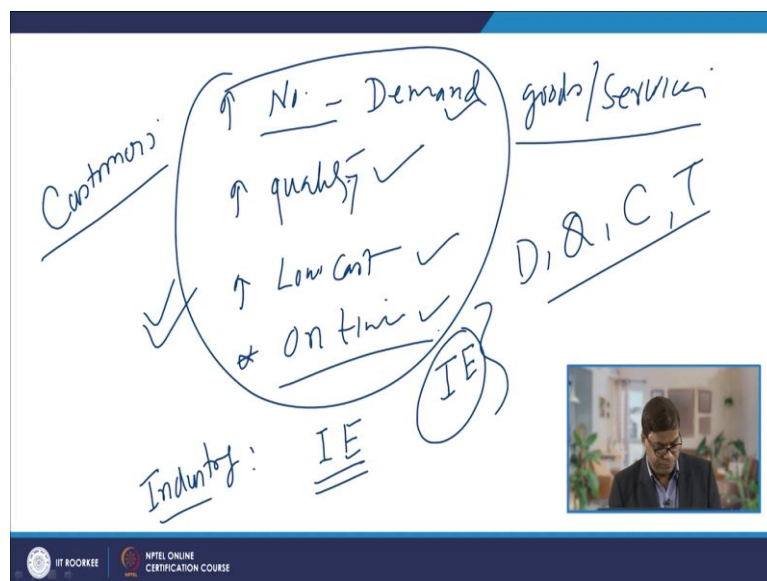 ↑ No. - Demand goods/Services
Customers:
↑ quality ✓
↑ Low Cost ✓
D, Q, C, T
* On time ✓
IE
Industry: IE
IIT ROORKEE
NPTEL ONLINE
CERTIFICATION COURSE